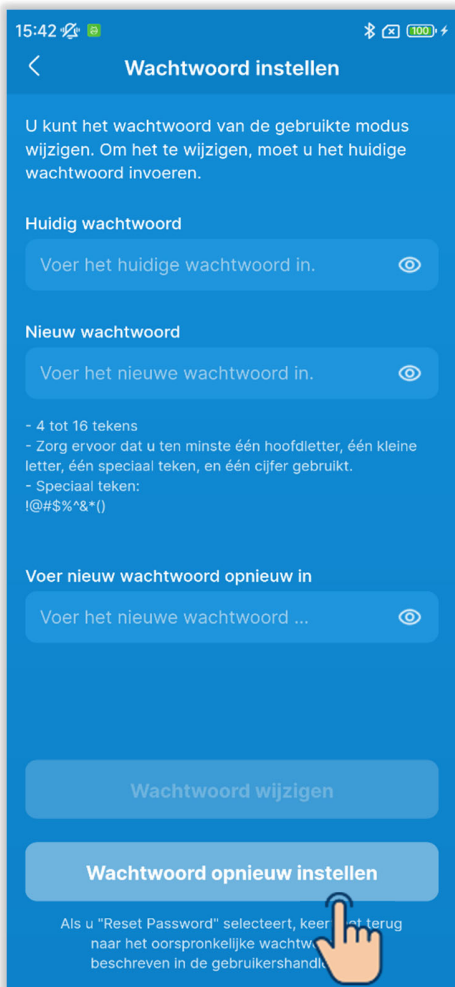 15:42
100
Wachtwoord instellen
U kunt het wachtwoord van de gebruikte modus
wijzigen. Om het te wijzigen, moet u het huidige
wachtwoord invoeren.
Huidig wachtwoord
Voer het huidige wachtwoord in.
Nieuw wachtwoord
Voer het nieuwe wachtwoord in.
- 4 tot 16 tekens
- Zorg ervoor dat u ten minste één hoofdletter, één kleine
letter, één speciaal teken, en één cijfer gebruikt.
- Speciaal teken:
!@#$%^&*()
Voer nieuw wachtwoord opnieuw in
Voer het nieuwe wachtwoord ...
Wachtwoord wijzigen
Wachtwoord opnieuw instellen
Als u "Reset Password" selecteert, terug
naar het oorspronkelijke
beschreven in de